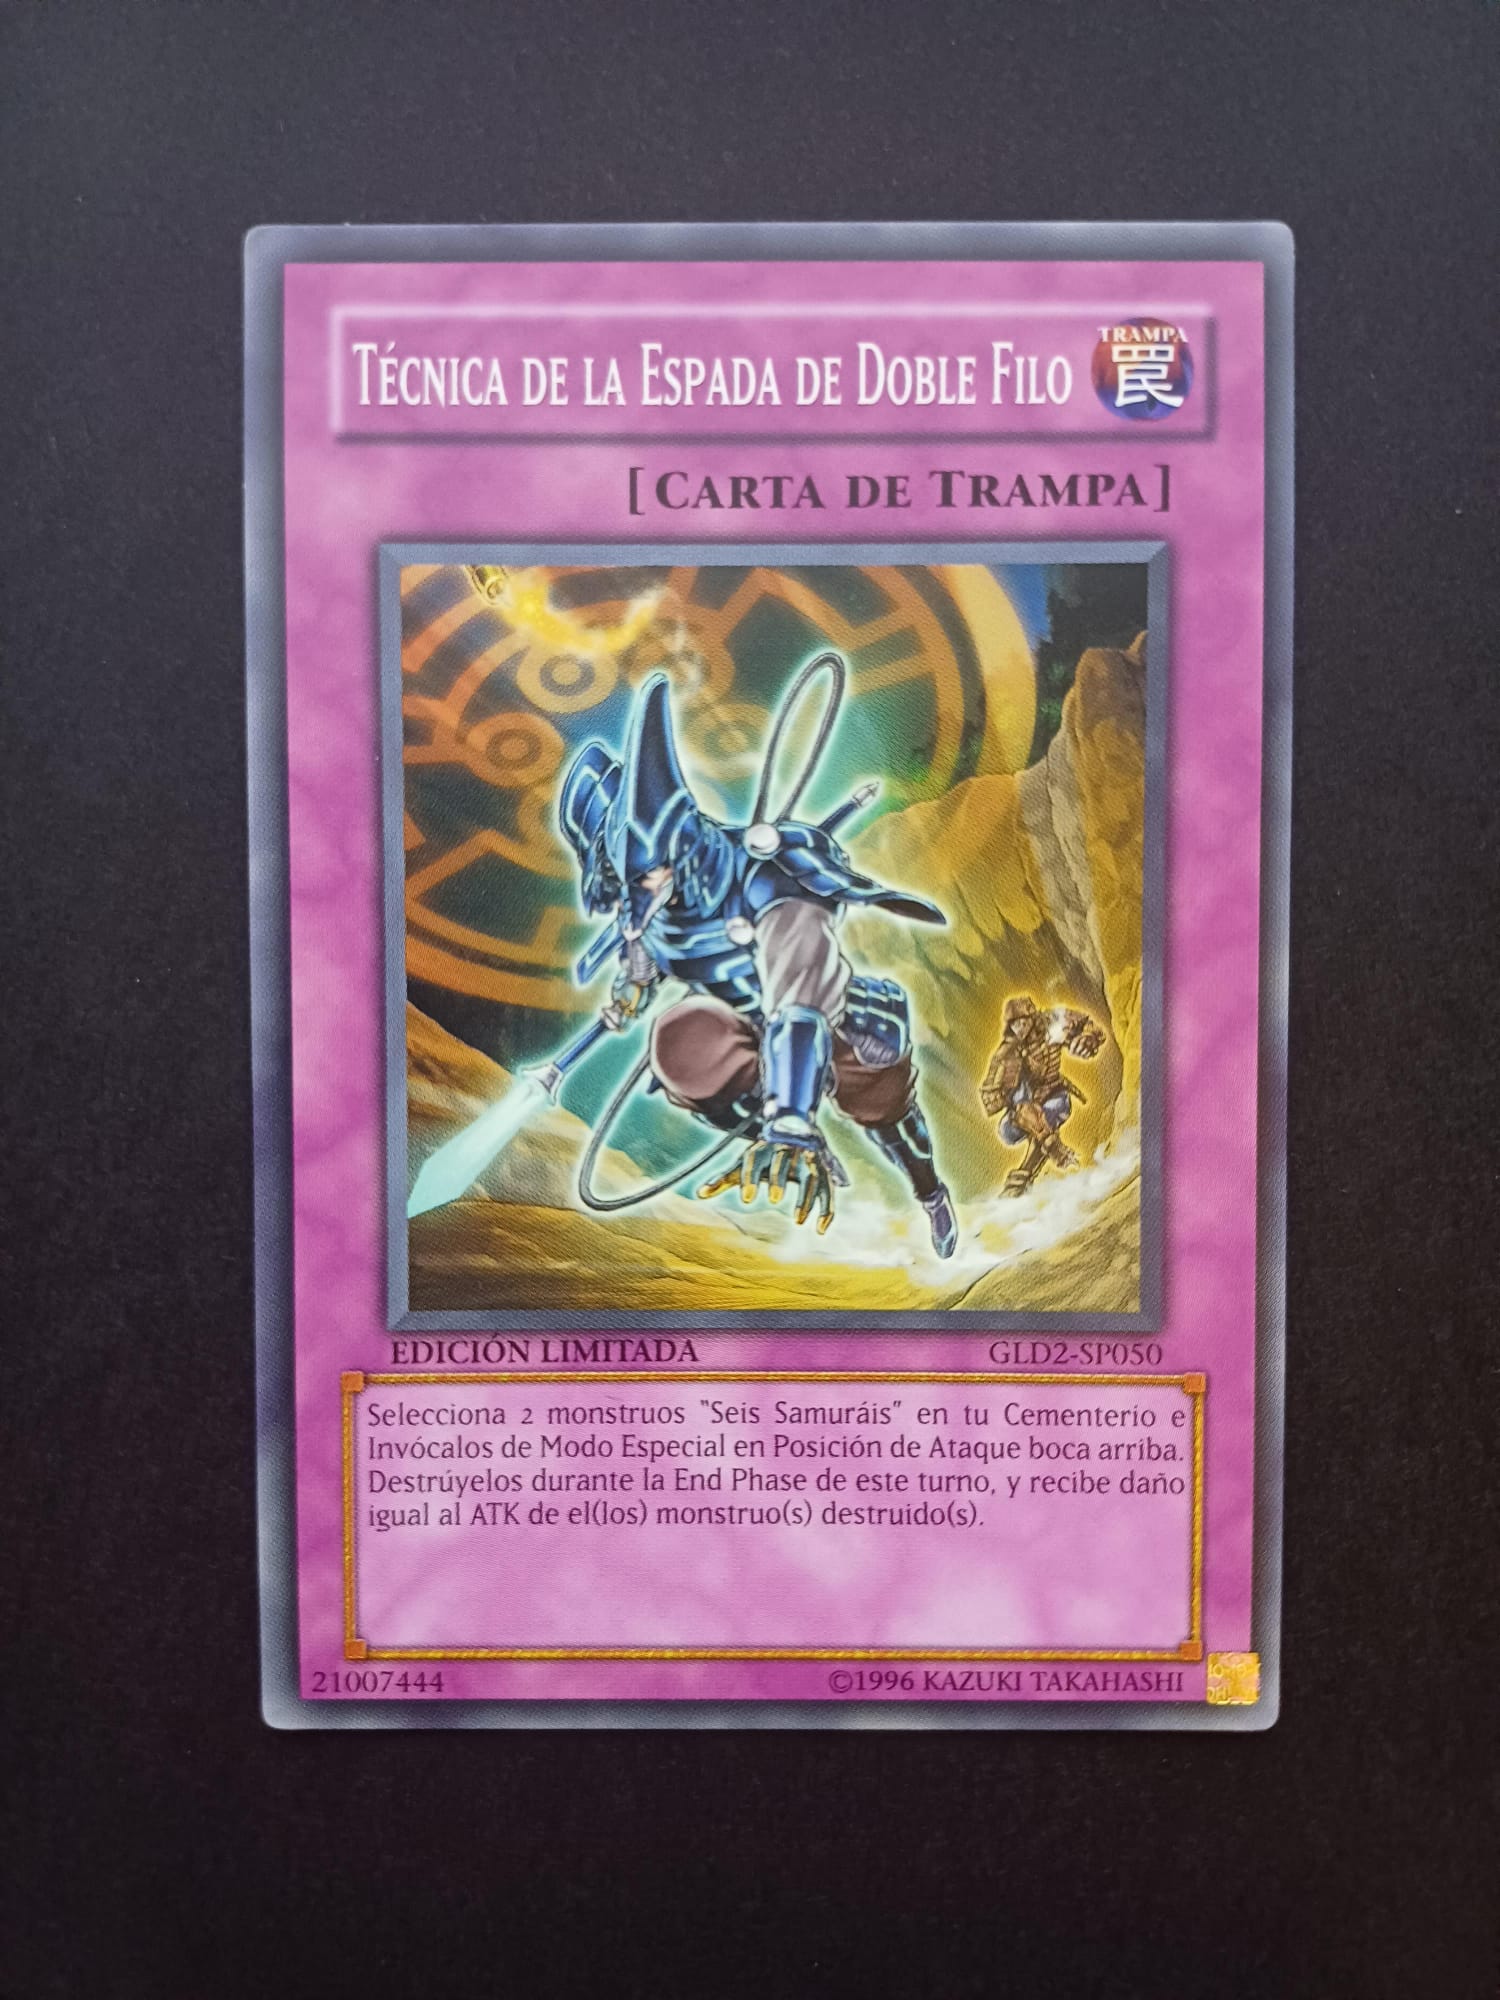 TÉCNICA DE LA ESPADA DE DOBLE FILO
TRAMPA
罠
[CARTA DE TRAMPA]
EDICIÓN LIMITADA
GLD2-SP050
Selecciona 2 monstruos "Seis Samuráis" en tu Cementerio e
Invócalos de Modo Especial en Posición de Ataque boca arriba.
Destrúyelos durante la End Phase de este turno, y recibe daño
igual al ATK de el(los) monstruo(s) destruido(s).
21007444
©1996 KAZUKI TAKAHASHI